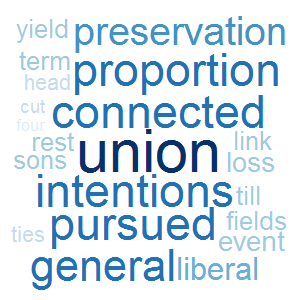 yield preservation
term proportion
head
cut connected
four
rest union link
sons loss
intentions till
pursued fields
ties event
general liberal